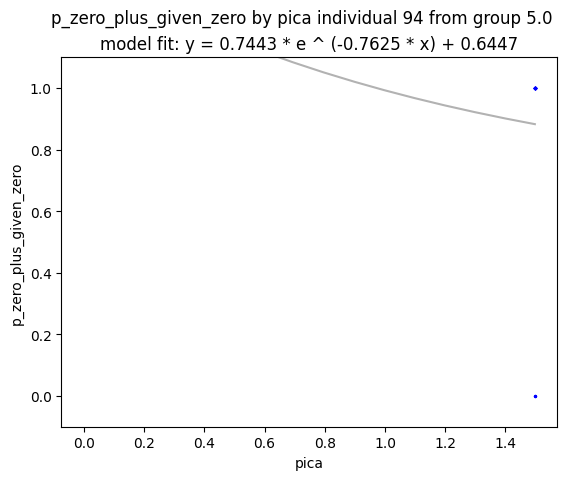 p_zero_plus_given_zero by pica individual 94 from group 5.0
model fit: y = 0.7443 * e ^ (-0.7625 * x) + 0.6447
1.0
0.8
0.6
0.4
0.2
0.0
p_zero_plus_given_zero
0.0 0.2 0.4 0.6 0.8 1.0 1.2 1.4
pica